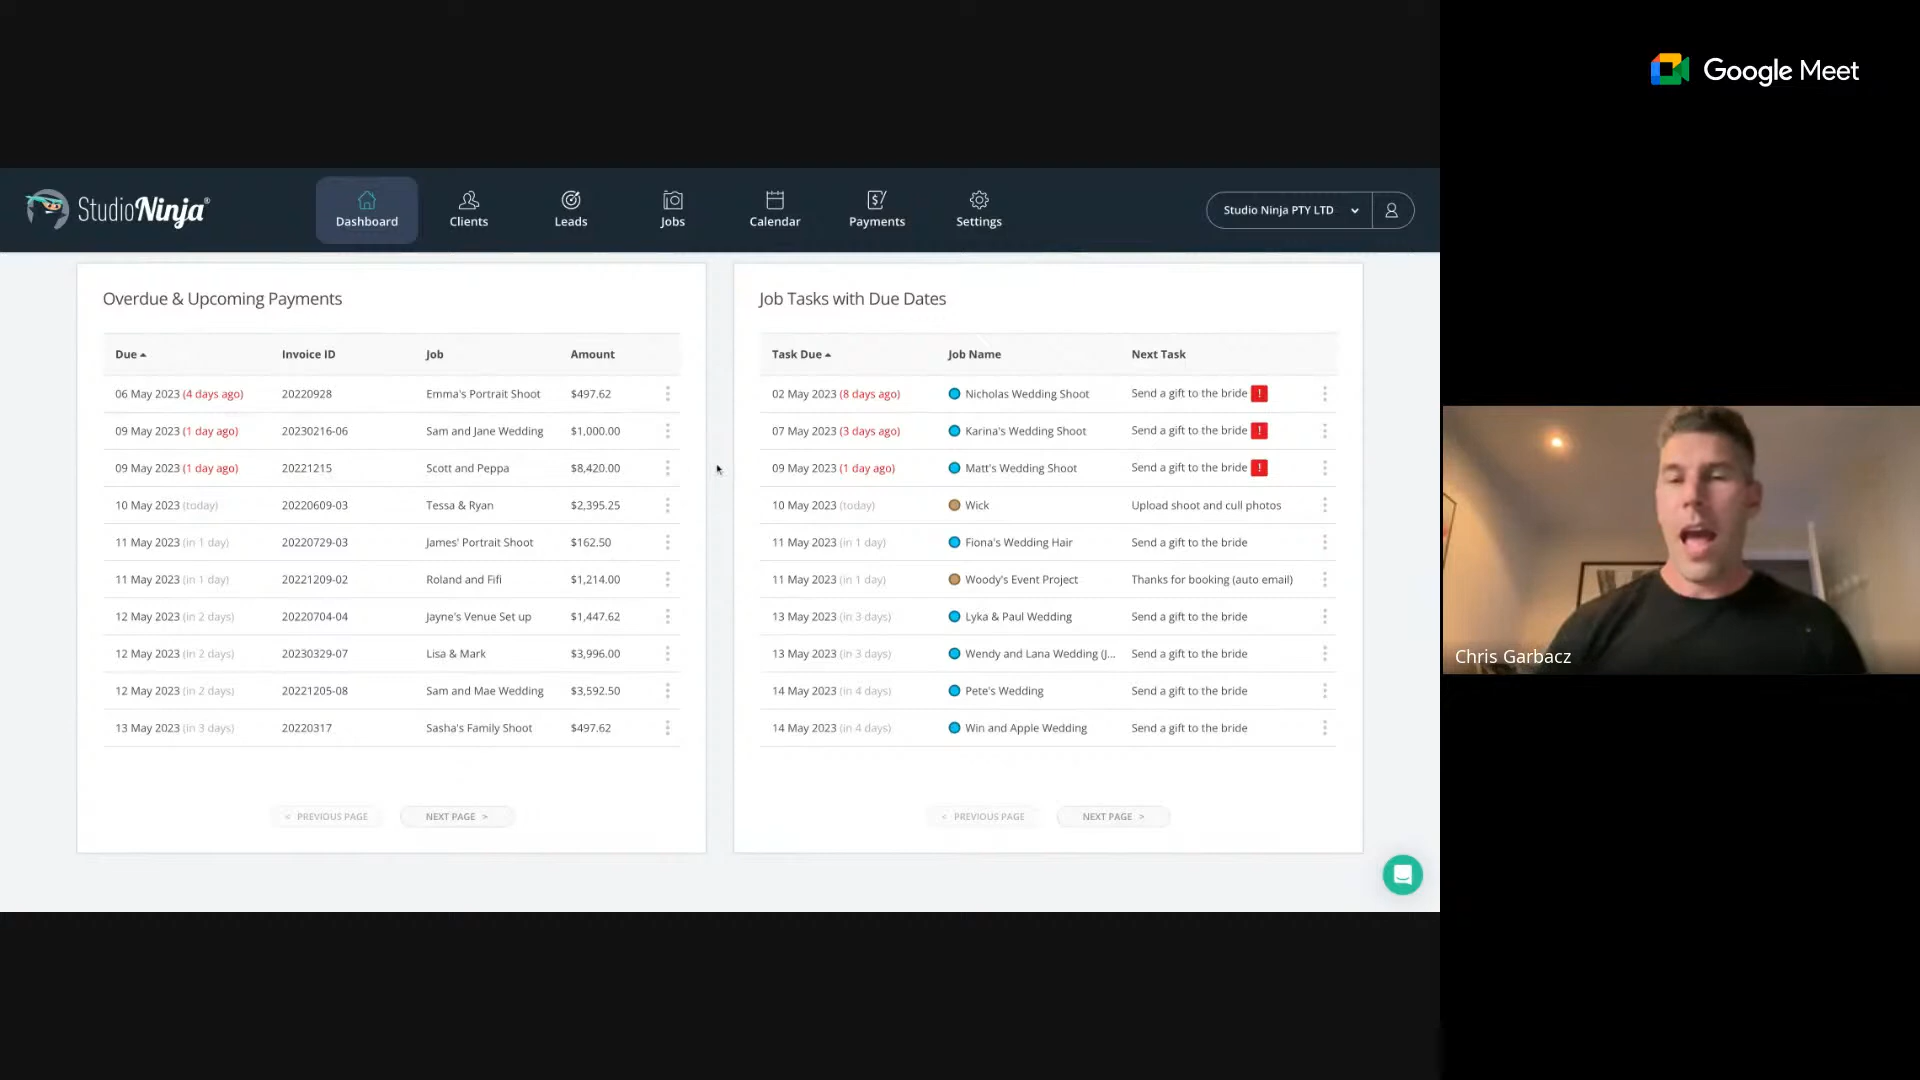 Google Meet
StudioNinja®
Dashboard
Clients
Leads
Jobs
Calendar
Payments
Settings
Studio Ninja PTY LTD
Overdue & Upcoming Payments
Due Invoice ID Job Amount
06 May 2023 (4 days ago) 20220928 Emma's Portrait Shoot $497.62
09 May 2023 (1 day ago) 20230216-06 Sam and Jane Wedding $1,000.00
09 May 2023 (1 day ago) 20221215 Scott and Peppa $8,420.00
10 May 2023 (today) 20220609-03 Tessa & Ryan $2,395.25
11 May 2023 (in 1 day) 20220729-03 James' Portrait Shoot $162.50
11 May 2023 (in 1 day) 20221209-02 Roland and Fifi $1,214.00
12 May 2023 (in 2 days) 20220704-04 Jayne's Venue Set up $1,447.62
12 May 2023 (in 2 days) 20230329-07 Lisa & Mark $3,996.00
12 May 2023 (in 2 days) 20221205-08 Sam and Mae Wedding $3,592.50
13 May 2023 (in 3 days) 20220317 Sasha's Family Shoot $497.62
< PREVIOUS PAGE NEXT PAGE >
Job Tasks with Due Dates
Task Due Job Name Next Task
02 May 2023 (8 days ago) Nicholas Wedding Shoot Send a gift to the bride !
07 May 2023 (3 days ago) Karina's Wedding Shoot Send a gift to the bride !
09 May 2023 (1 day ago) Matt's Wedding Shoot Send a gift to the bride !
10 May 2023 (today) Wick Upload shoot and cull photos
11 May 2023 (in 1 day) Fiona's Wedding Hair Send a gift to the bride
11 May 2023 (in 1 day) Woody's Event Project Thanks for booking (auto email)
13 May 2023 (in 3 days) Lyka & Paul Wedding Send a gift to the bride
13 May 2023 (in 3 days) Wendy and Lana Wedding (J... Send a gift to the bride
14 May 2023 (in 4 days) Pete's Wedding Send a gift to the bride
14 May 2023 (in 4 days) Win and Apple Wedding Send a gift to the bride
< PREVIOUS PAGE NEXT PAGE >
Chris Garbacz